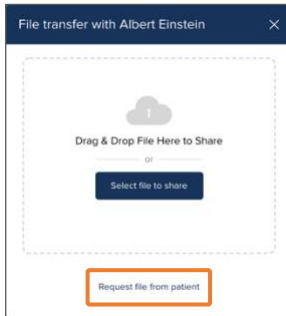 File transfer with Albert Einstein
Drag & Drop File Here to Share
or
Select file to share
Request file from patient